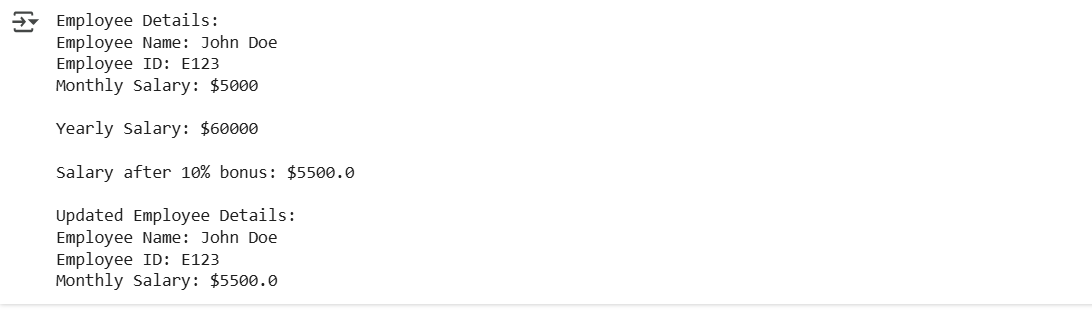 Employee Details:
Employee Name: John Doe
Employee ID: E123
Monthly Salary: $5000
Yearly Salary: $60000
Salary after 10% bonus: $5500.0
Updated Employee Details:
Employee Name: John Doe
Employee ID: E123
Monthly Salary: $5500.0